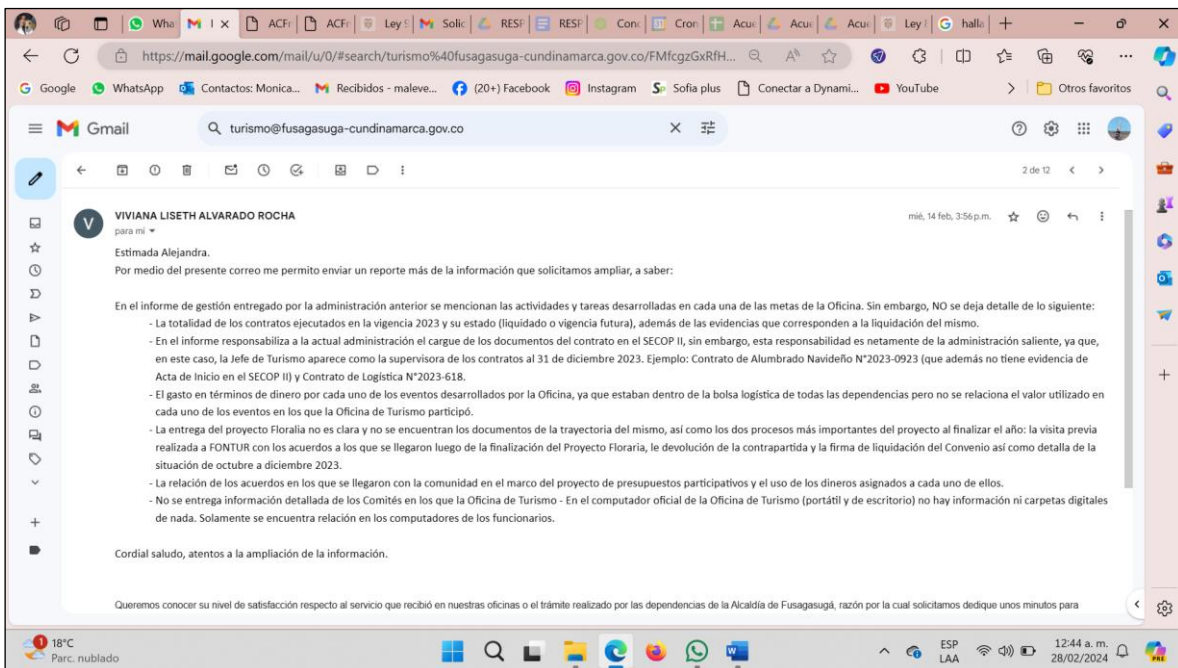 Wha
M I
ACFr
ACFr
Ley 9
Solic
RESF
RESP
Conc
Cron
Acue
Acue
Acue
Ley
halla
https://mail.google.com/mail/u/0/#search/turismo%40fusagasuga-cundinamarca.gov.co/FMfcgzGxRfH...
Google
WhatsApp
Contactos: Monica...
Recibidos - maleve...
(20+) Facebook
Instagram
Sofia plus
Conectar a Dynami...
YouTube
Otros favoritos
Gmail
turismo@fusagasuga-cundinamarca.gov.co
2 de 12
V
VIVIANA LISETH ALVARADO ROCHA
mié, 14 feb, 3:56 p.m.
para mí
Estimada Alejandra.
Por medio del presente correo me permito enviar un reporte más de la información que solicitamos ampliar, a saber:
En el informe de gestión entregado por la administración anterior se mencionan las actividades y tareas desarrolladas en cada una de las metas de la Oficina. Sin embargo, NO se deja detalle de lo siguiente:
- La totalidad de los contratos ejecutados en la vigencia 2023 y su estado (liquidado o vigencia futura), además de las evidencias que corresponden a la liquidación del mismo.
- En el informe responsabiliza a la actual administración el cargue de los documentos del contrato en el SECOP II, sin embargo, esta responsabilidad es netamente de la administración saliente, ya que,
en este caso, la Jefe de Turismo aparece como la supervisora de los contratos al 31 de diciembre 2023. Ejemplo: Contrato de Alumbrado Navideño N°2023-0923 (que además no tiene evidencia de
Acta de Inicio en el SECOP II) y Contrato de Logística N°2023-618.
- El gasto en términos de dinero por cada uno de los eventos desarrollados por la Oficina, ya que estaban dentro de la bolsa logística de todas las dependencias pero no se relaciona el valor utilizado en
cada uno de los eventos en los que la Oficina de Turismo participó.
- La entrega del proyecto Floralia no es clara y no se encuentran los documentos de la trayectoria del mismo, así como los dos procesos más importantes del proyecto al finalizar el año: la visita previa
realizada a FONTUR con los acuerdos a los que se llegaron luego de la finalización del Proyecto Floraria, le devolución de la contrapartida y la firma de liquidación del Convenio así como detalla de la
situación de octubre a diciembre 2023.
- La relación de los acuerdos en los que se llegaron con la comunidad en el marco del proyecto de presupuestos participativos y el uso de los dineros asignados a cada uno de ellos.
- No se entrega información detallada de los Comités en los que la Oficina de Turismo - En el computador oficial de la Oficina de Turismo (portátil y de escritorio) no hay información ni carpetas digitales
de nada. Solamente se encuentra relación en los computadores de los funcionarios.
Cordial saludo, atentos a la ampliación de la información.
Queremos conocer su nivel de satisfacción respecto al servicio que recibió en nuestras oficinas o el trámite realizado por las dependencias de la Alcaldía de Fusagasugá, razón por la cual solicitamos dedique unos minutos para
18°C
Parc. nublado
ESP
LAA
12:44 a. m.
28/02/2024